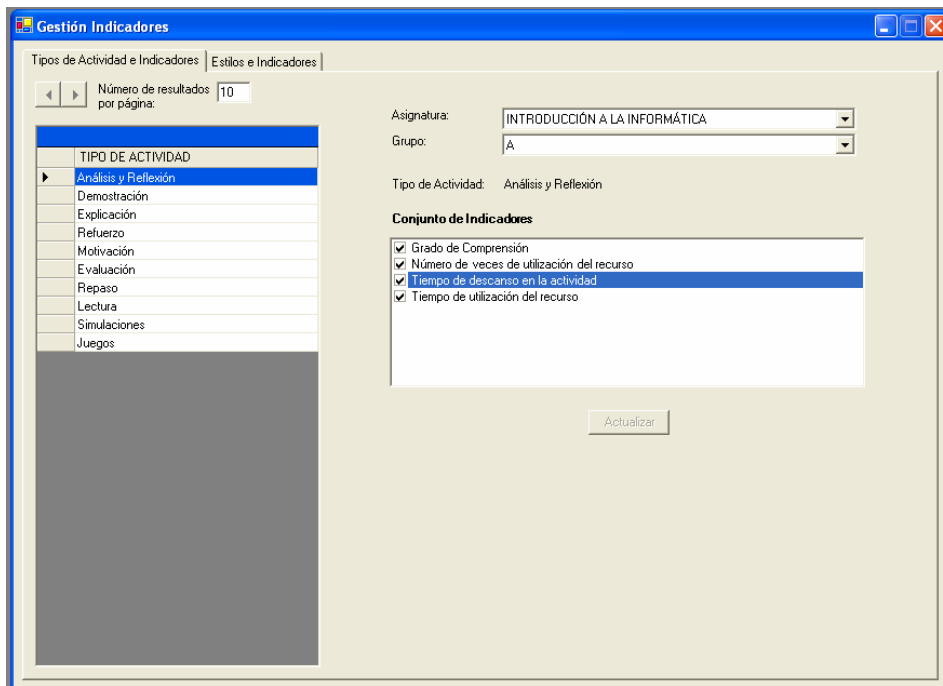 Gestión Indicadores
Tipos de Actividad e Indicadores
Estilos e Indicadores
Número de resultados
por página:
10
TIPO DE ACTIVIDAD
Análisis y Reflexión
Demostración
Explicación
Refuerzo
Motivación
Evaluación
Repaso
Lectura
Simulaciones
Juegos
Asignatura:
INTRODUCCIÓN A LA INFORMÁTICA
Grupo:
A
Tipo de Actividad: Análisis y Reflexión
Conjunto de Indicadores
Grado de Comprensión
Número de veces de utilización del recurso
Tiempo de descanso en la actividad
Tiempo de utilización del recurso
Actualizar